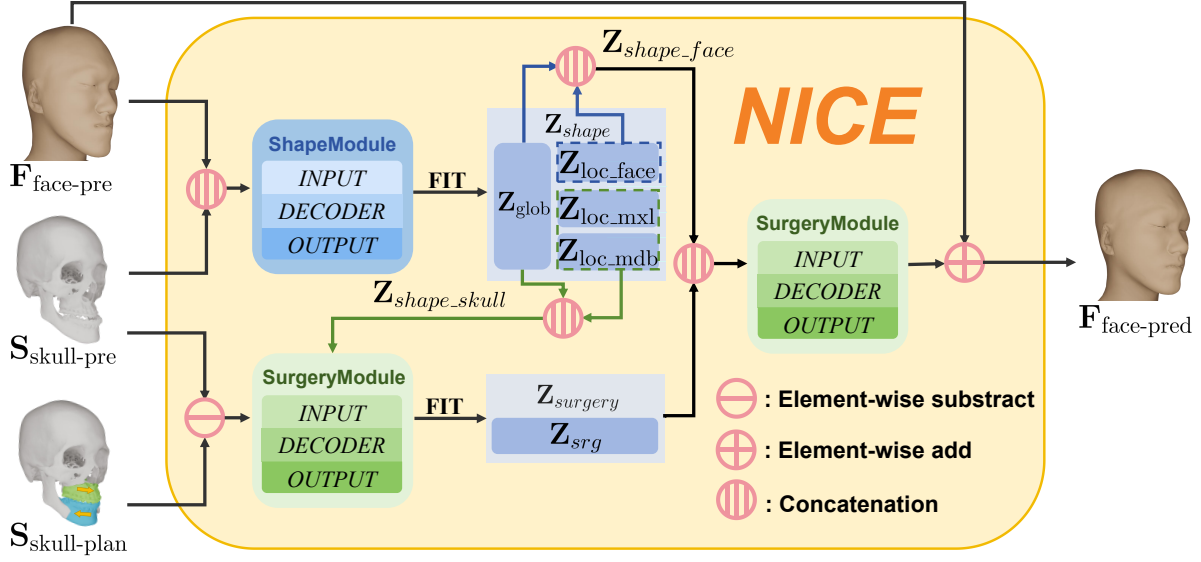 Z_shape_face
NICE
F_face-pre
ShapeModule
INPUT
DECODER
OUTPUT
FIT
Z_shape
Z_glob
Z_loc_face
Z_loc_mxl
Z_loc_mdb
SurgeryModule
INPUT
DECODER
OUTPUT
F_face-pred
Z_shape_skull
S_skull-pre
SurgeryModule
INPUT
DECODER
OUTPUT
FIT
Z_surgery
Z_srg
S_skull-plan
: Element-wise substract
: Element-wise add
: Concatenation